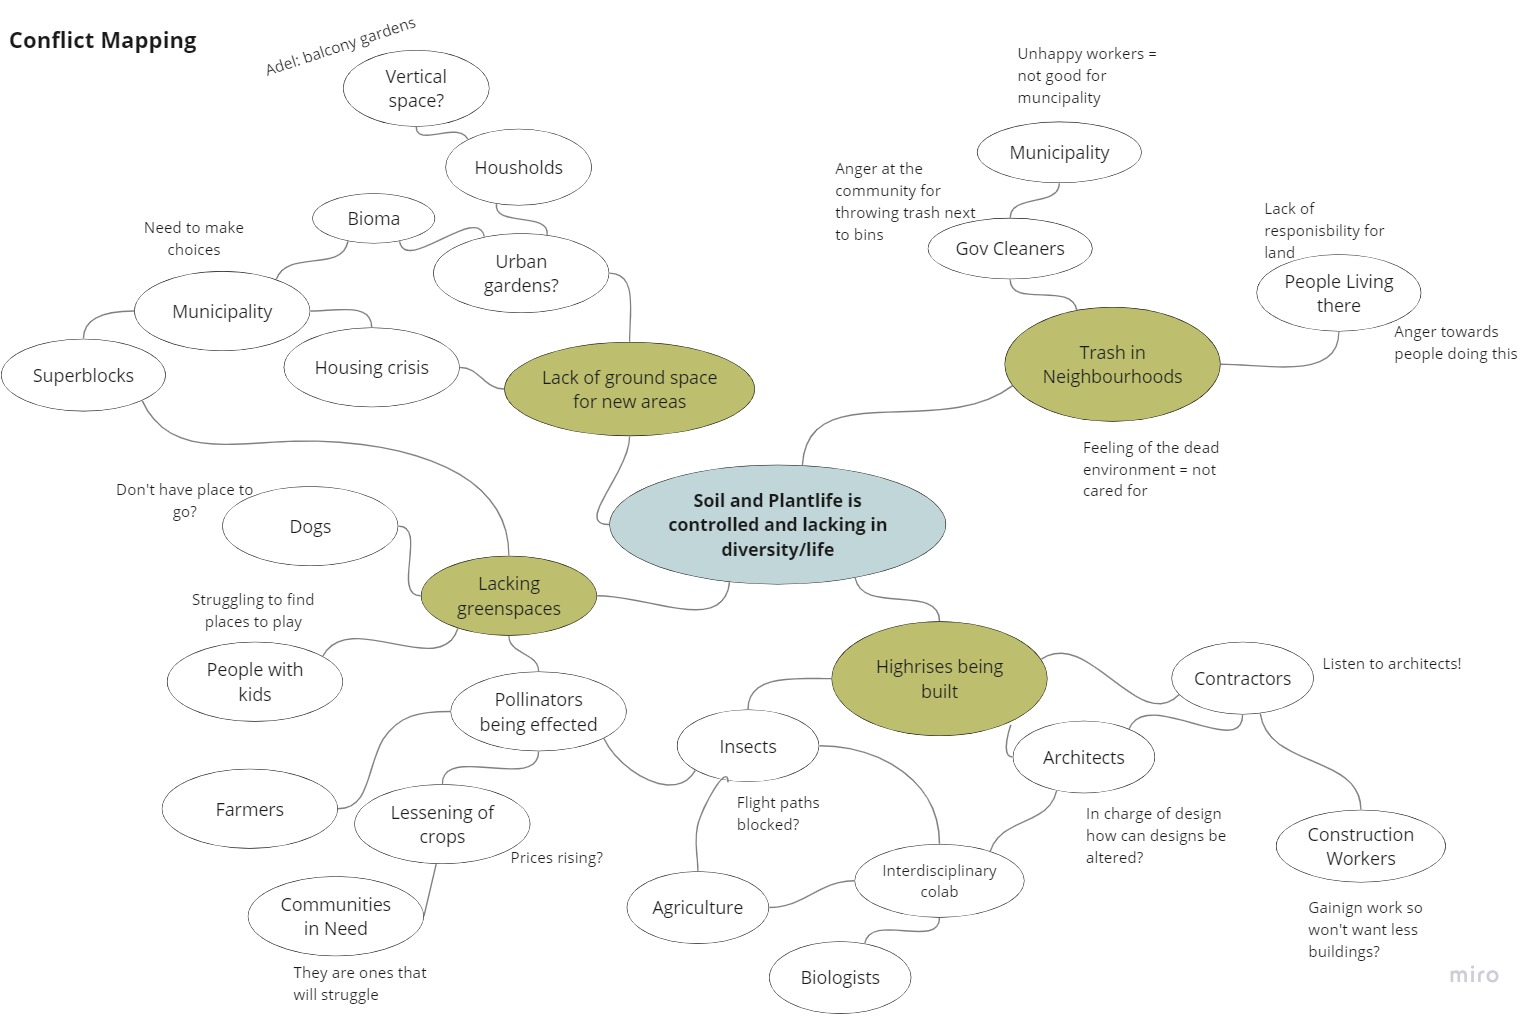 Conflict Mapping
Adel: balcony gardens
Vertical
space?
Housholds
Bioma
Urban
gardens?
Need to make
choices
Municipality
Superblocks
Housing crisis
Lack of ground space
for new areas
Unhappy workers =
not good for
muncipality
Municipality
Anger at the
community for
throwing trash next
to bins
Gov Cleaners
Lack of
responisbility for
land
People Living
there
Anger towards
people doing this
Trash in
Neighbourhoods
Feeling of the dead
environment = not
cared for
Soil and Plantlife is
controlled and lacking in
diversity/life
Don't have place to
go?
Dogs
Lacking
greenspaces
Struggling to find
places to play
People with
kids
Pollinators
being effected
Farmers
Lessening of
crops
Prices rising?
Communities
in Need
They are ones that
will struggle
Highrises being
built
Insects
Flight paths
blocked?
Agriculture
Interdisciplinary
colab
Biologists
Architects
In charge of design
how can designs be
altered?
Contractors
Listen to architects!
Construction
Workers
Gainign work so
won't want less
buildings?
miro